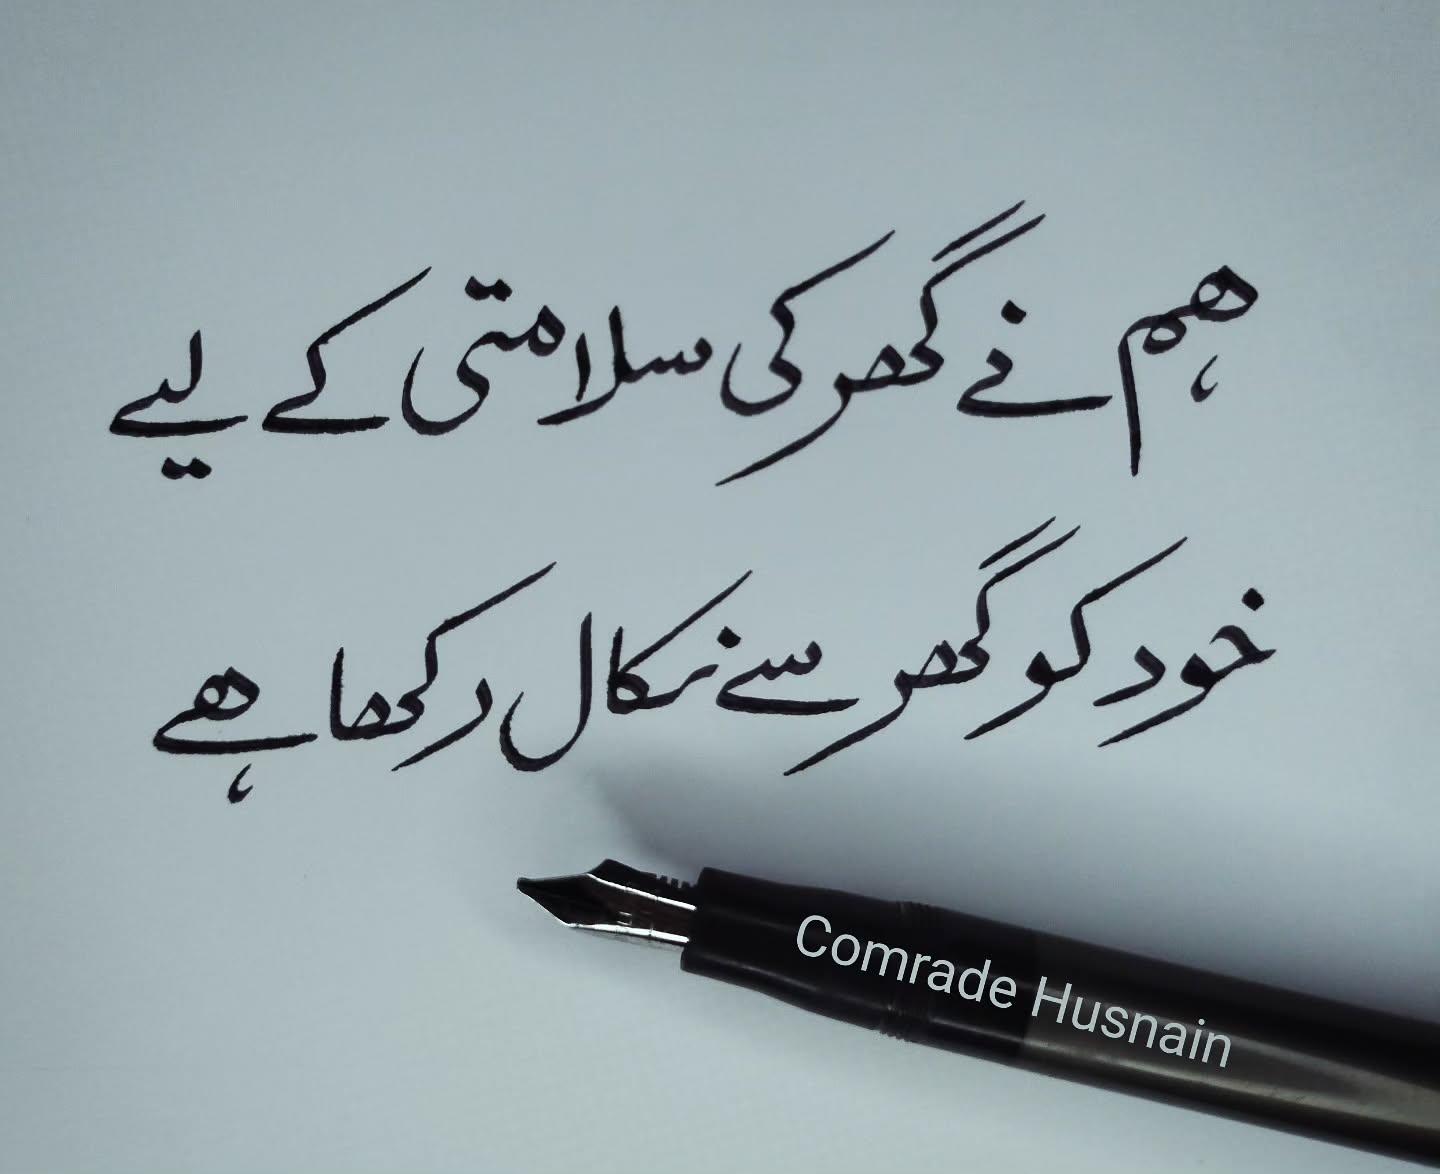 ہم نے گھر کی سلامتی کے لیے
خود کو گھر سے نکال رکھا ہے
Comrade Husnain